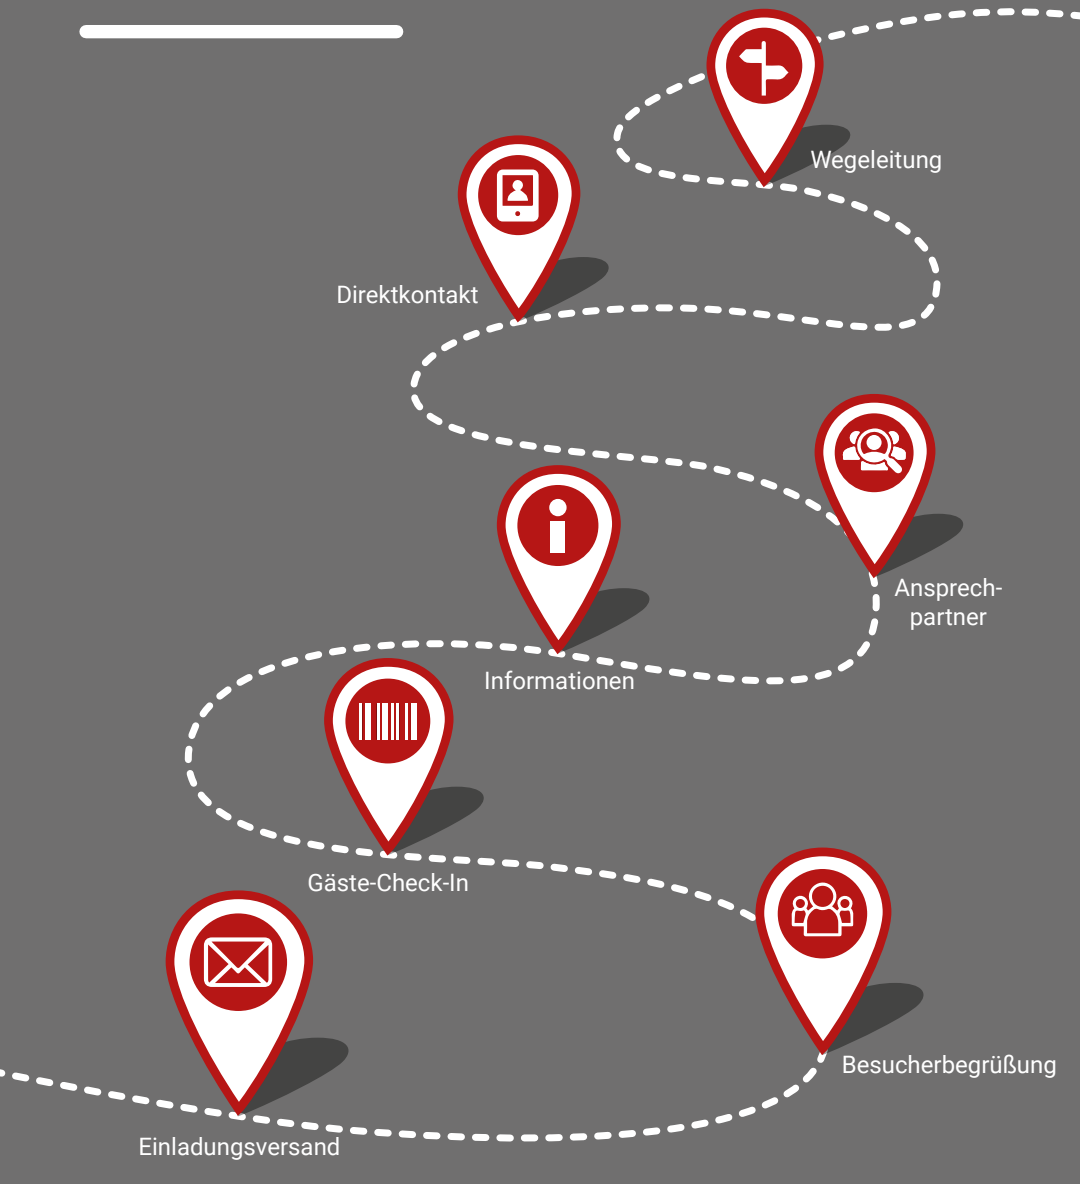 Wegeleitung
Direktkontakt
Ansprech-
partner
Informationen
Gäste-Check-In
Besucherbegrüßung
Einladungsversand